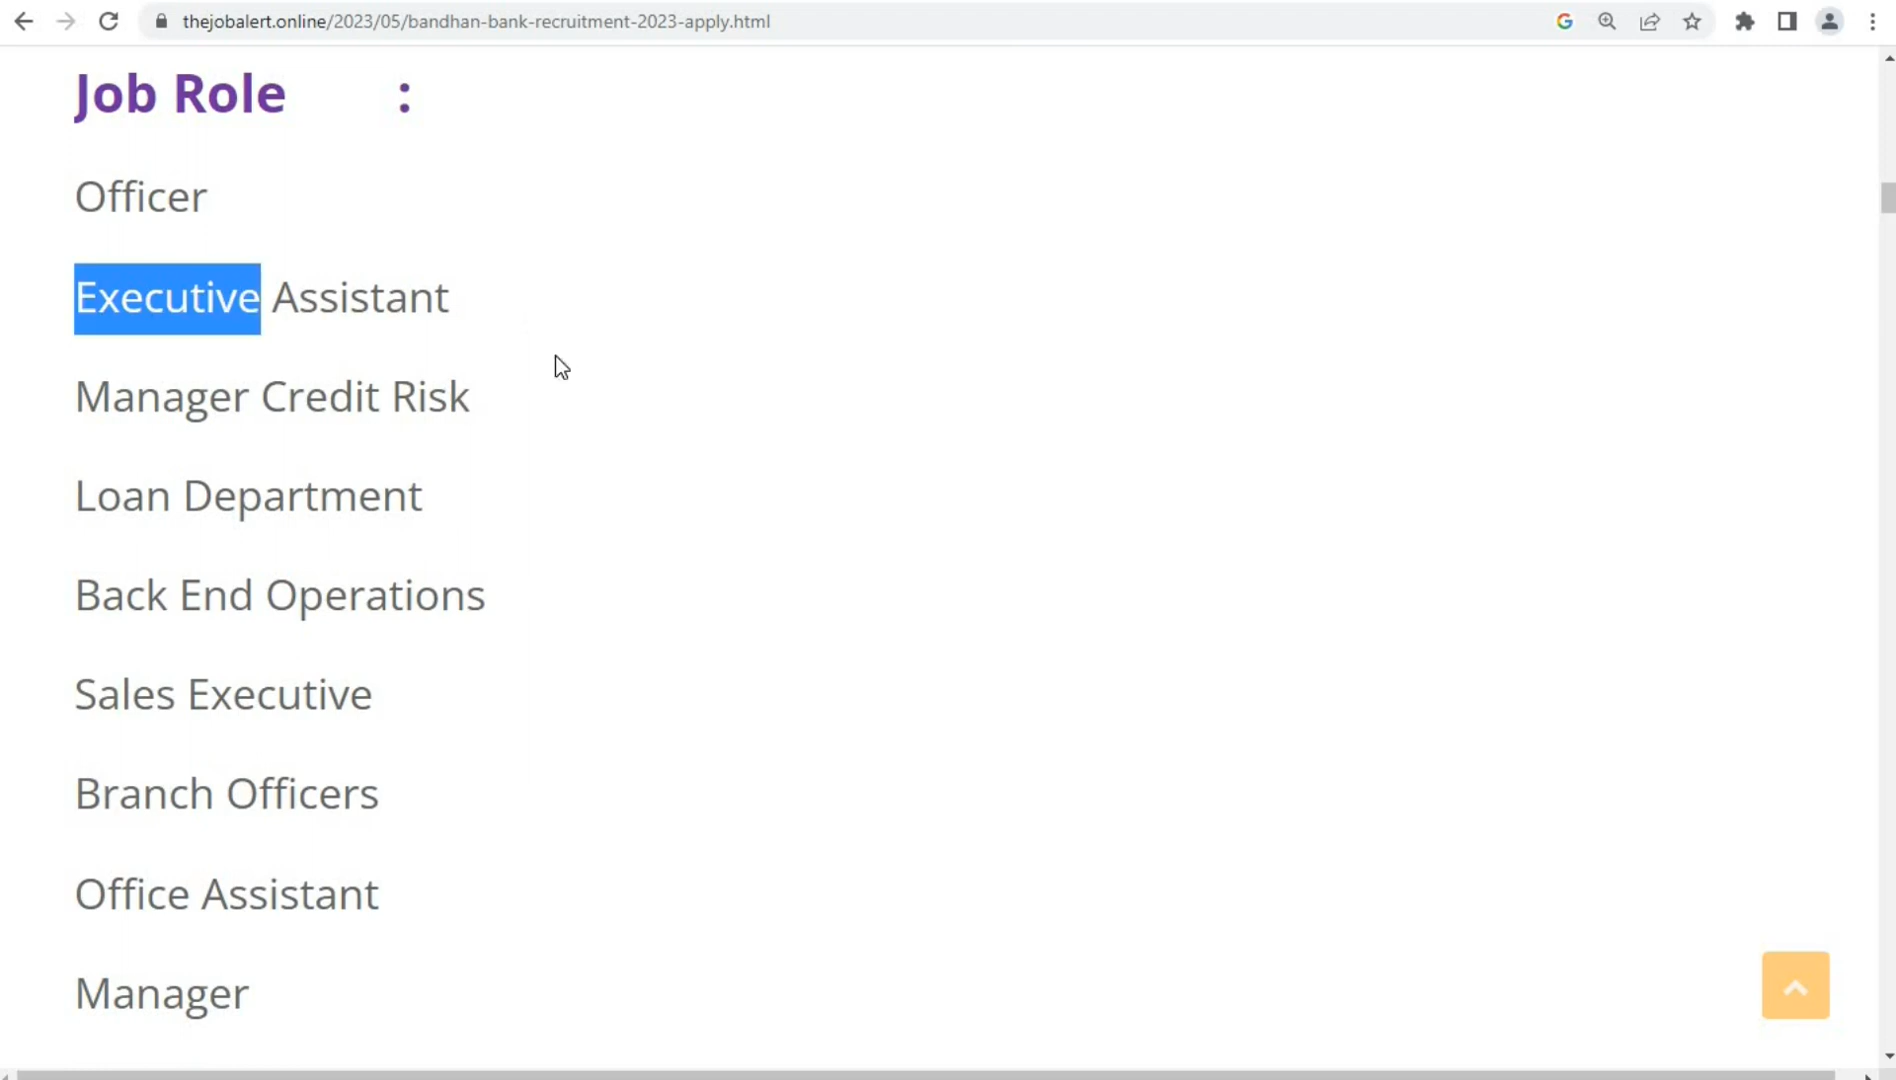 thejobalert.online/2023/05/bandhan-bank-recruitment-2023-apply.html
Job Role :
Officer
Executive Assistant
Manager Credit Risk
Loan Department
Back End Operations
Sales Executive
Branch Officers
Office Assistant
Manager